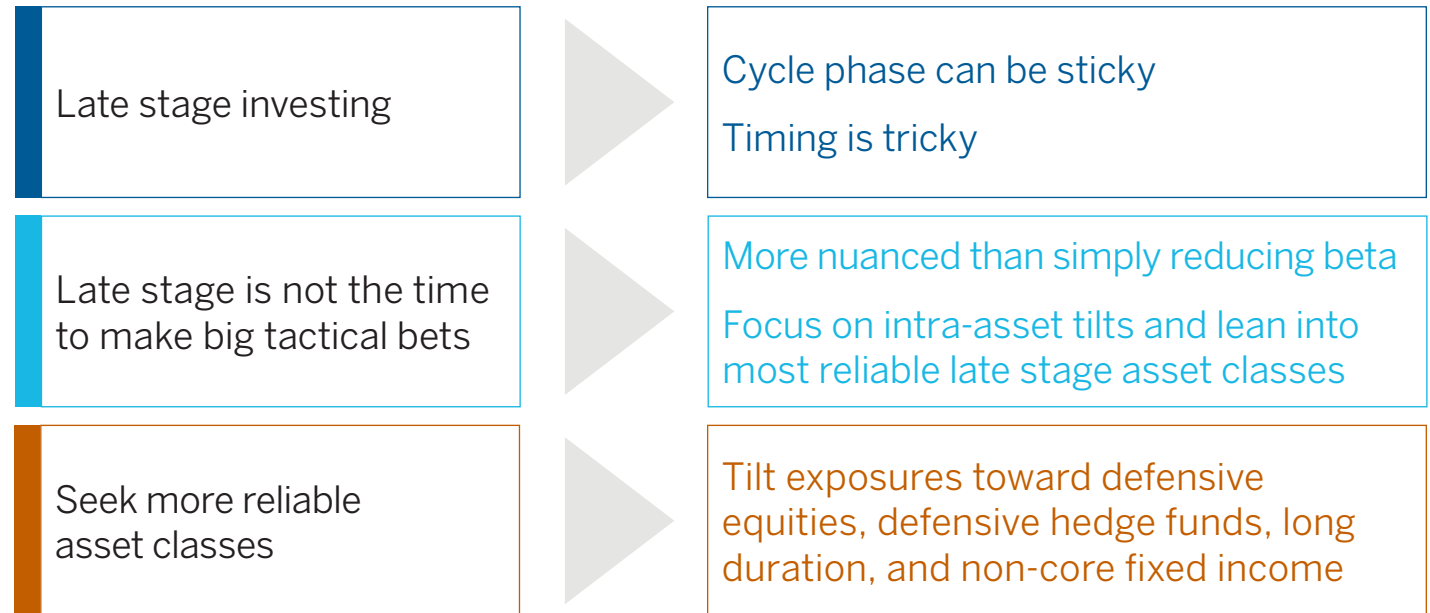 Late stage investing
Cycle phase can be sticky
Timing is tricky
Late stage is not the time
to make big tactical bets
More nuanced than simply reducing beta
Focus on intra-asset tilts and lean into
most reliable late stage asset classes
Seek more reliable
asset classes
Tilt exposures toward defensive
equities, defensive hedge funds, long
duration, and non-core fixed income